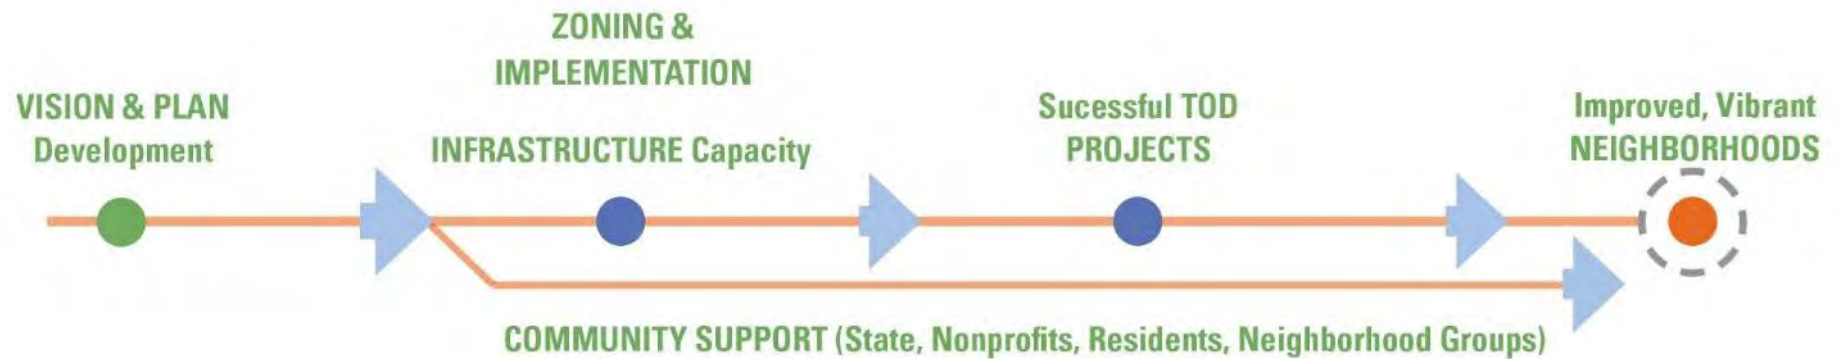 VISION & PLAN
Development
ZONING &
IMPLEMENTATION
INFRASTRUCTURE Capacity
Sucessful TOD
PROJECTS
Improved, Vibrant
NEIGHBORHOODS
COMMUNITY SUPPORT (State, Nonprofits, Residents, Neighborhood Groups)